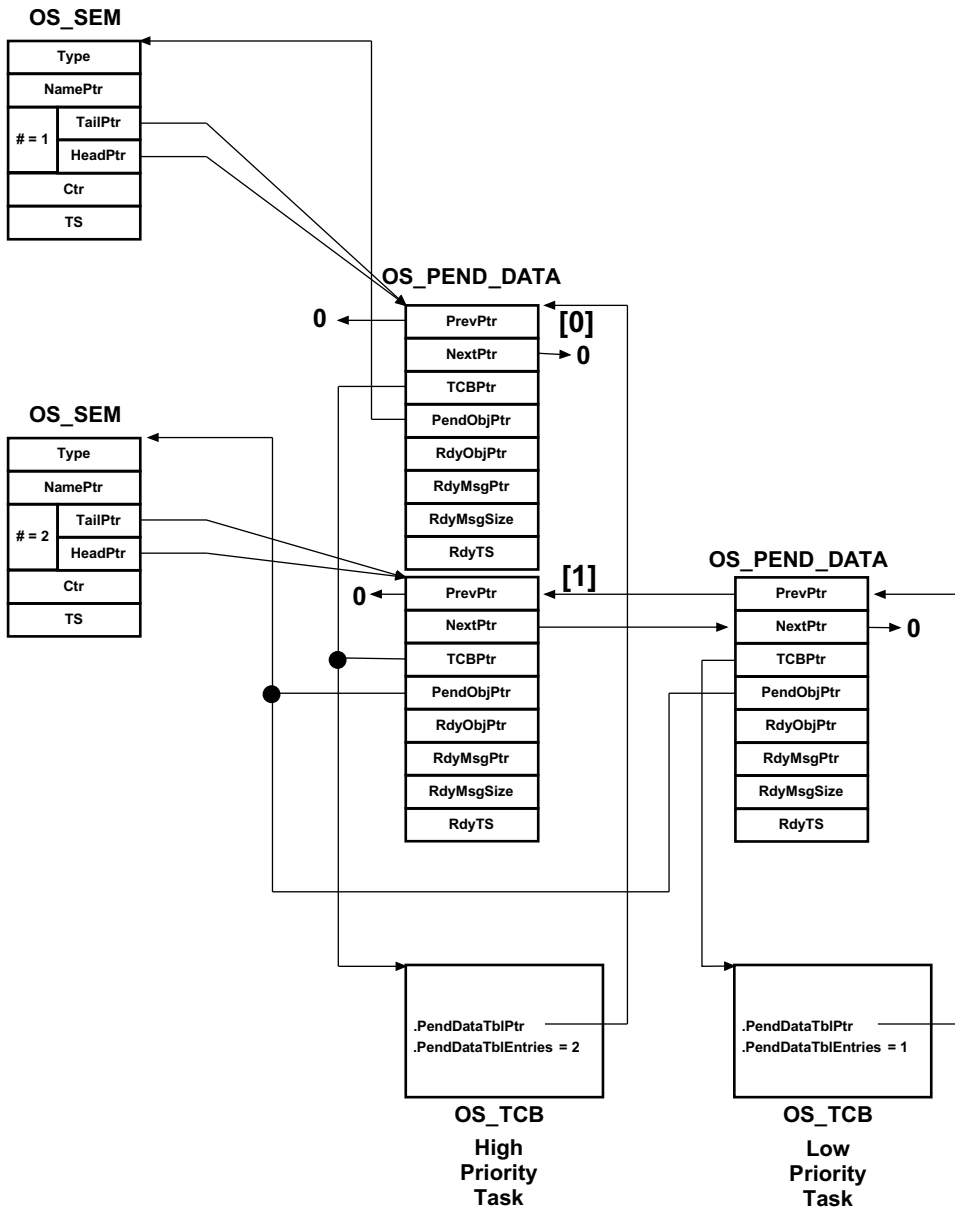 OS_SEM
Type
NamePtr
# = 1
TailPtr
HeadPtr
Ctr
TS
OS_PEND_DATA
0
PrevPtr
[0]
NextPtr
0
TCBPtr
PendObjPtr
RdyObjPtr
RdyMsgPtr
RdyMsgSize
RdyTS
OS_SEM
Type
NamePtr
# = 2
TailPtr
HeadPtr
Ctr
TS
0
PrevPtr
[1]
NextPtr
TCBPtr
PendObjPtr
RdyObjPtr
RdyMsgPtr
RdyMsgSize
RdyTS
OS_PEND_DATA
PrevPtr
NextPtr
0
TCBPtr
PendObjPtr
RdyObjPtr
RdyMsgPtr
RdyMsgSize
RdyTS
.PendDataTblPtr
.PendDataTblEntries = 2
OS_TCB
High
Priority
Task
.PendDataTblPtr
.PendDataTblEntries = 1
OS_TCB
Low
Priority
Task